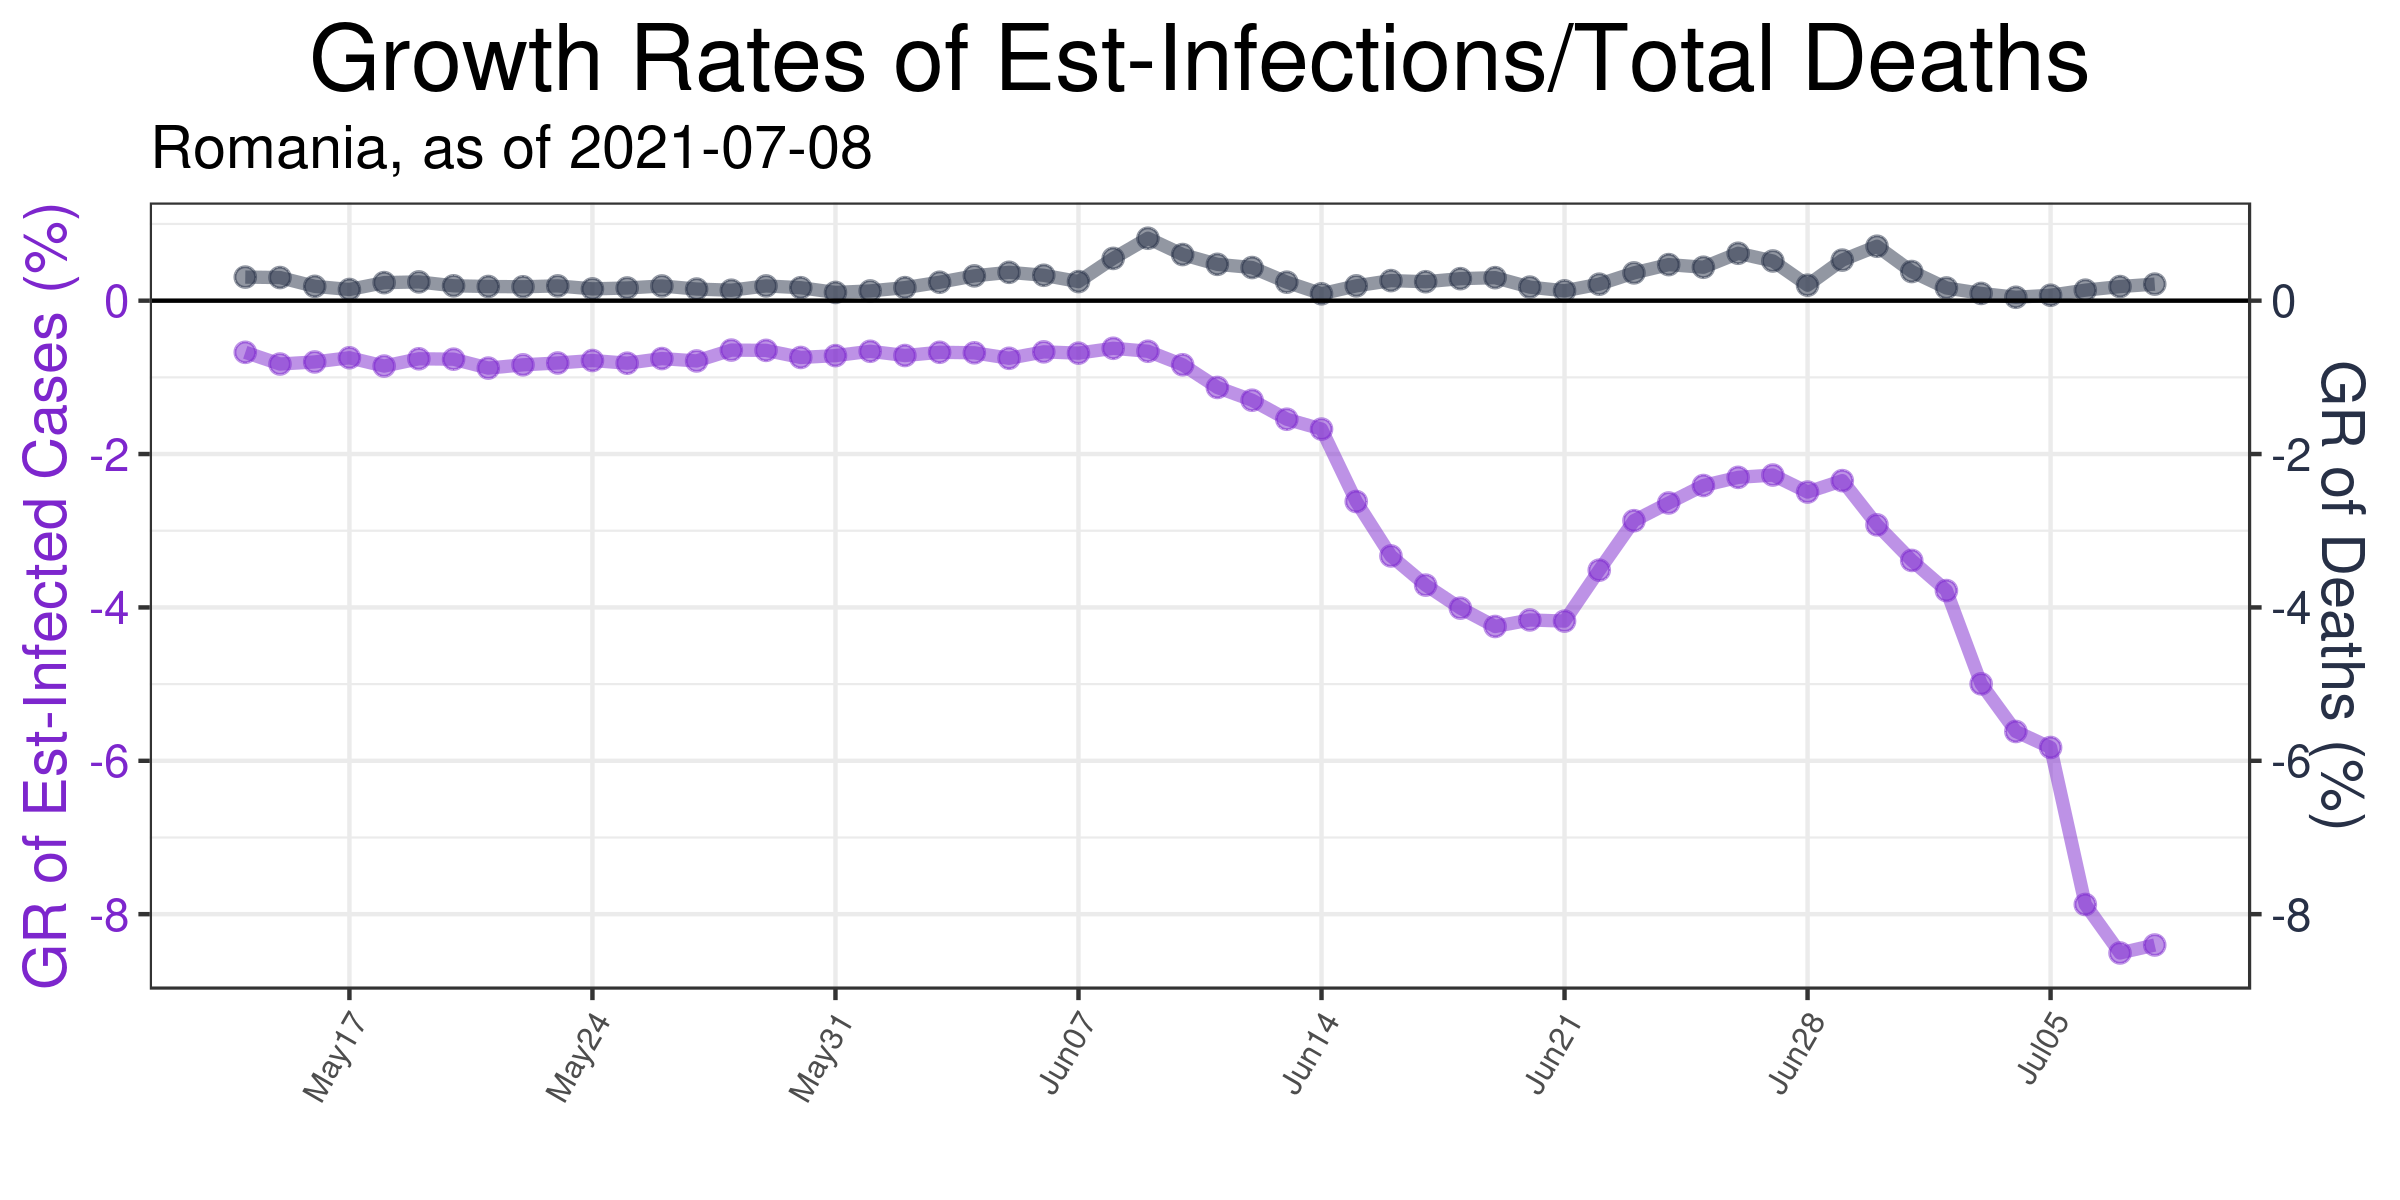 Growth Rates of Est-Infections/Total Deaths
Romania, as of 2021-07-08
GR of Est-Infected Cases (%)
0
-2
-4
-6
-8
0
-2
-4
-6
-8
GR of Deaths (%)
May17
May24
May31
Jun07
Jun14
Jun21
Jun28
Jul05